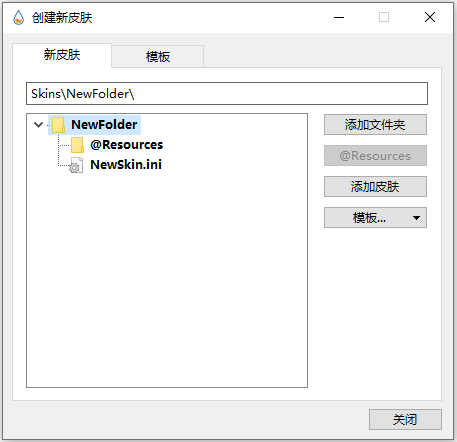 创建新皮肤
新皮肤
模板
Skins\NewFolder\
NewFolder
@Resources
NewSkin.ini
添加文件夹
@Resources
添加皮肤
模板...
关闭